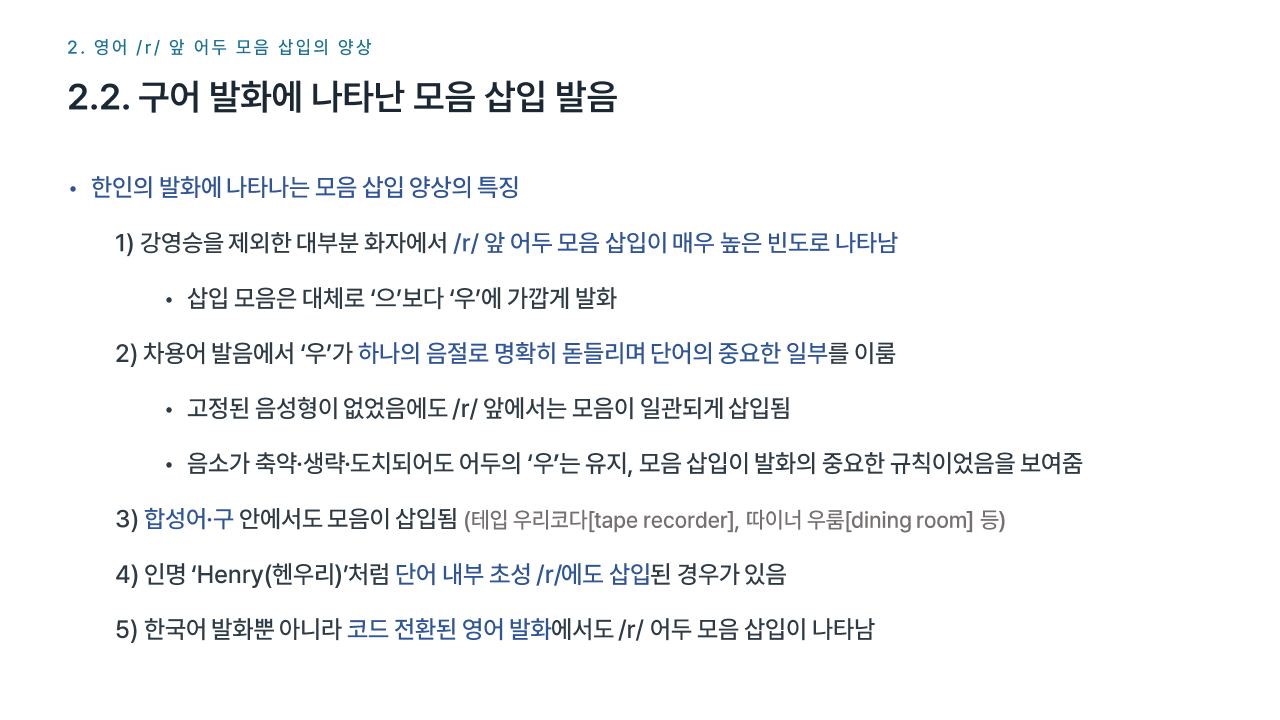 2. 영어 /r/ 앞 어두 모음 삽입의 양상
2.2. 구어 발화에 나타난 모음 삽입 발음
• 한인의 발화에 나타나는 모음 삽입 양상의 특징
1) 강영승을 제외한 대부분 화자에서 /r/ 앞 어두 모음 삽입이 매우 높은 빈도로 나타남
• 삽입 모음은 대체로 ‘으’보다 ‘우’에 가깝게 발화
2) 차용어 발음에서 ‘우’가 하나의 음절로 명확히 돋들리며 단어의 중요한 일부를 이룸
• 고정된 음성형이 없었음에도 /r/ 앞에서는 모음이 일관되게 삽입됨
• 음소가 축약·생략·도치되어도 어두의 ‘우’는 유지, 모음 삽입이 발화의 중요한 규칙이었음을 보여줌
3) 합성어·구 안에서도 모음이 삽입됨 (테입 우리코다[tape recorder], 따이너 우룸[dining room] 등)
4) 인명 ‘Henry(헨우리)’처럼 단어 내부 초성 /r/에도 삽입된 경우가 있음
5) 한국어 발화뿐 아니라 코드 전환된 영어 발화에서도 /r/ 어두 모음 삽입이 나타남